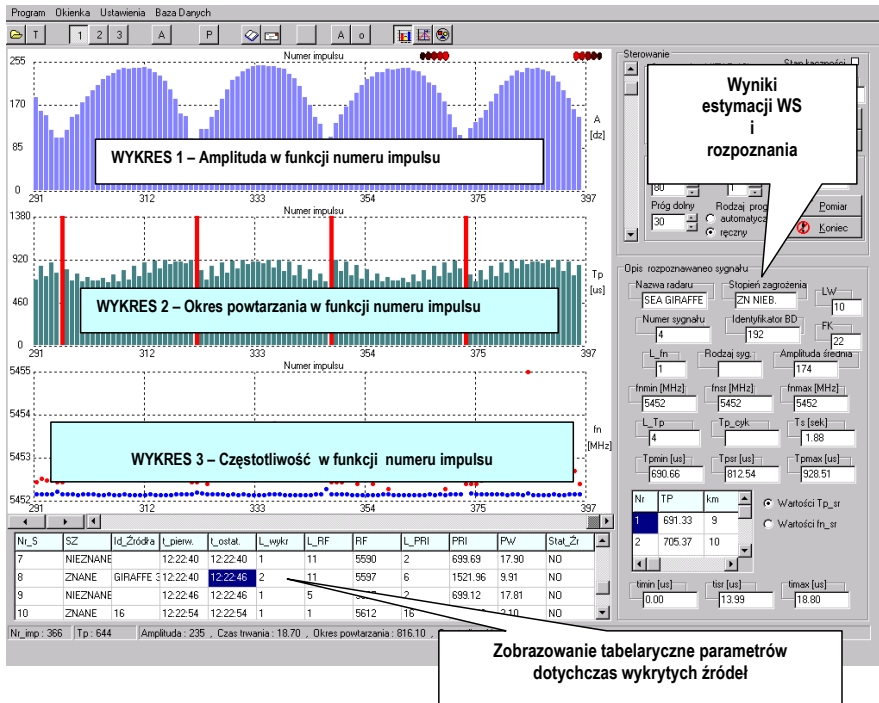 Program Okienka Ustawienia Baza Danych
T 1 2 3 A P A o
Numer impulsu
255
170
85
0
A
[dz]
WYKRES 1 – Amplituda w funkcji numeru impulsu
291 312 333 354 375 397
Numer impulsu
1380
920
460
0
Tp
[us]
WYKRES 2 – Okres powtarzania w funkcji numeru impulsu
291 312 333 354 375 397
Numer impulsu
5455
5454
5453
5452
fn
[MHz]
WYKRES 3 – Częstotliwość w funkcji numeru impulsu
291 312 333 354 375 397
Nr_S SZ Id_Źródła t_pierw. t_ostat. L_wykr L_RF RF L_PRI PRI PW Stat_Źr
7 NIEZNANE 12:22:40 12:22:40 1 11 5590 2 699.69 17.90 NO
8 ZNANE GIRAFFE 3 12:22:40 12:22:46 2 11 5597 6 1521.96 9.91 NO
9 NIEZNANE 12:22:46 12:22:46 1 5 699.12 17.81 NO
10 ZNANE 16 12:22:54 12:22:54 1 1 5612 16 2.10 NO
Nr_imp : 366 Tp : 644 Amplituda : 235 , Czas trwania : 18.70 , Okres powtarzania : 816.10 ,
Zobrazowanie tabelaryczne parametrów
dotychczas wykrytych źródeł
Sterowanie
Wyniki
estymacji WS
i
rozpoznania
80 1
Próg dolny Rodzaj prog
30
automatycz
ręczny
Pomiar
Koniec
Opis rozpoznawaneo sygnału
Nazwa radaru Stopień zagrożenia LW
SEA GIRAFFE ZN NIEB. 10
Numer sygnału Identyfikator BD FK
4 192 22
L_fn Rodzaj syg. Amplituda średnia
1 174
fnmin [MHz] fnsr [MHz] fnmax [MHz]
5452 5452 5452
L_Tp Tp_cyk Ts [sek]
4 1.88
Tpmin [us] Tpsr [us] Tpmax [us]
690.66 812.54 928.51
Nr TP km
1 691.33 9
2 705.37 10
Wartości Tp_sr
Wartości fn_sr
timin [us] tisr [us] timax [us]
0.00 13.99 18.80